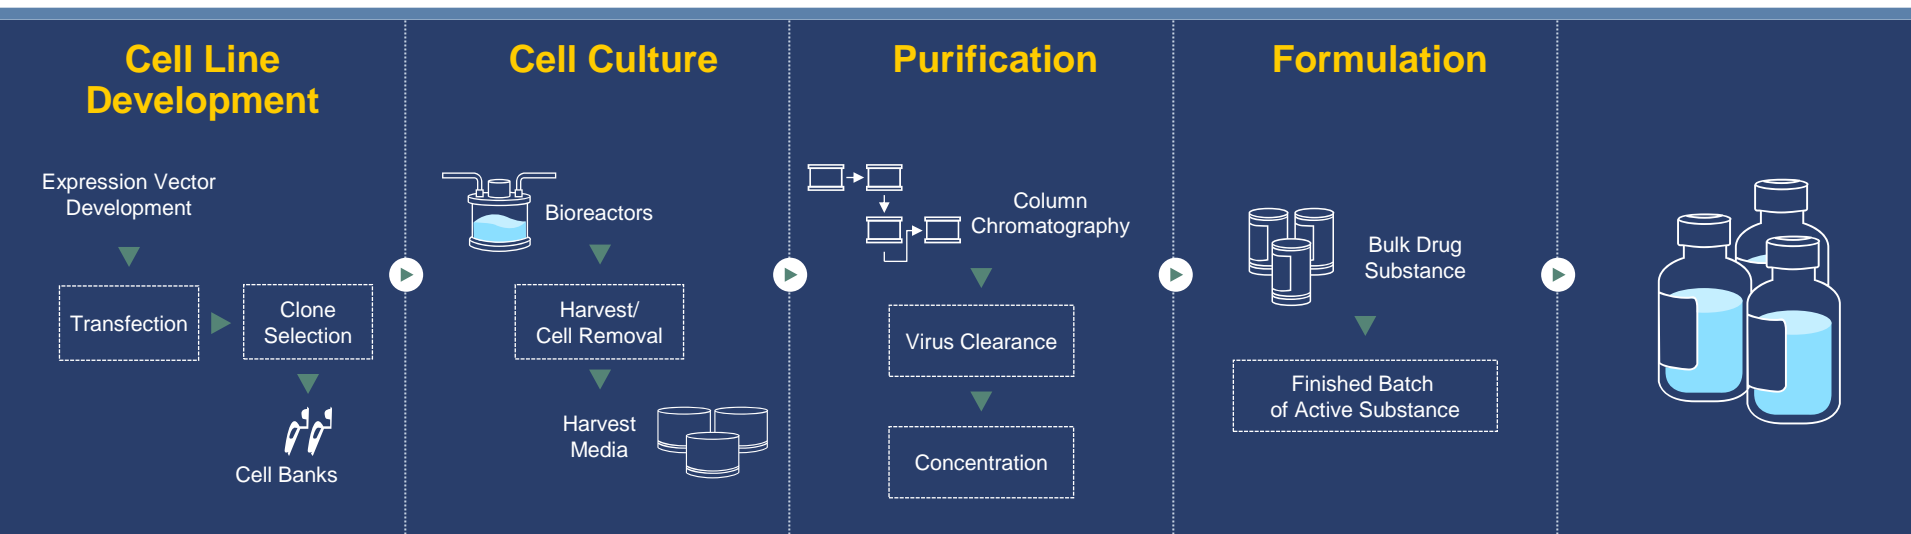 Cell Line
Development
Expression Vector
Development
Transfection
Clone
Selection
Cell Banks
Cell Culture
Bioreactors
Harvest/
Cell Removal
Harvest
Media
Purification
Column
Chromatography
Virus Clearance
Concentration
Formulation
Bulk Drug
Substance
Finished Batch
of Active Substance